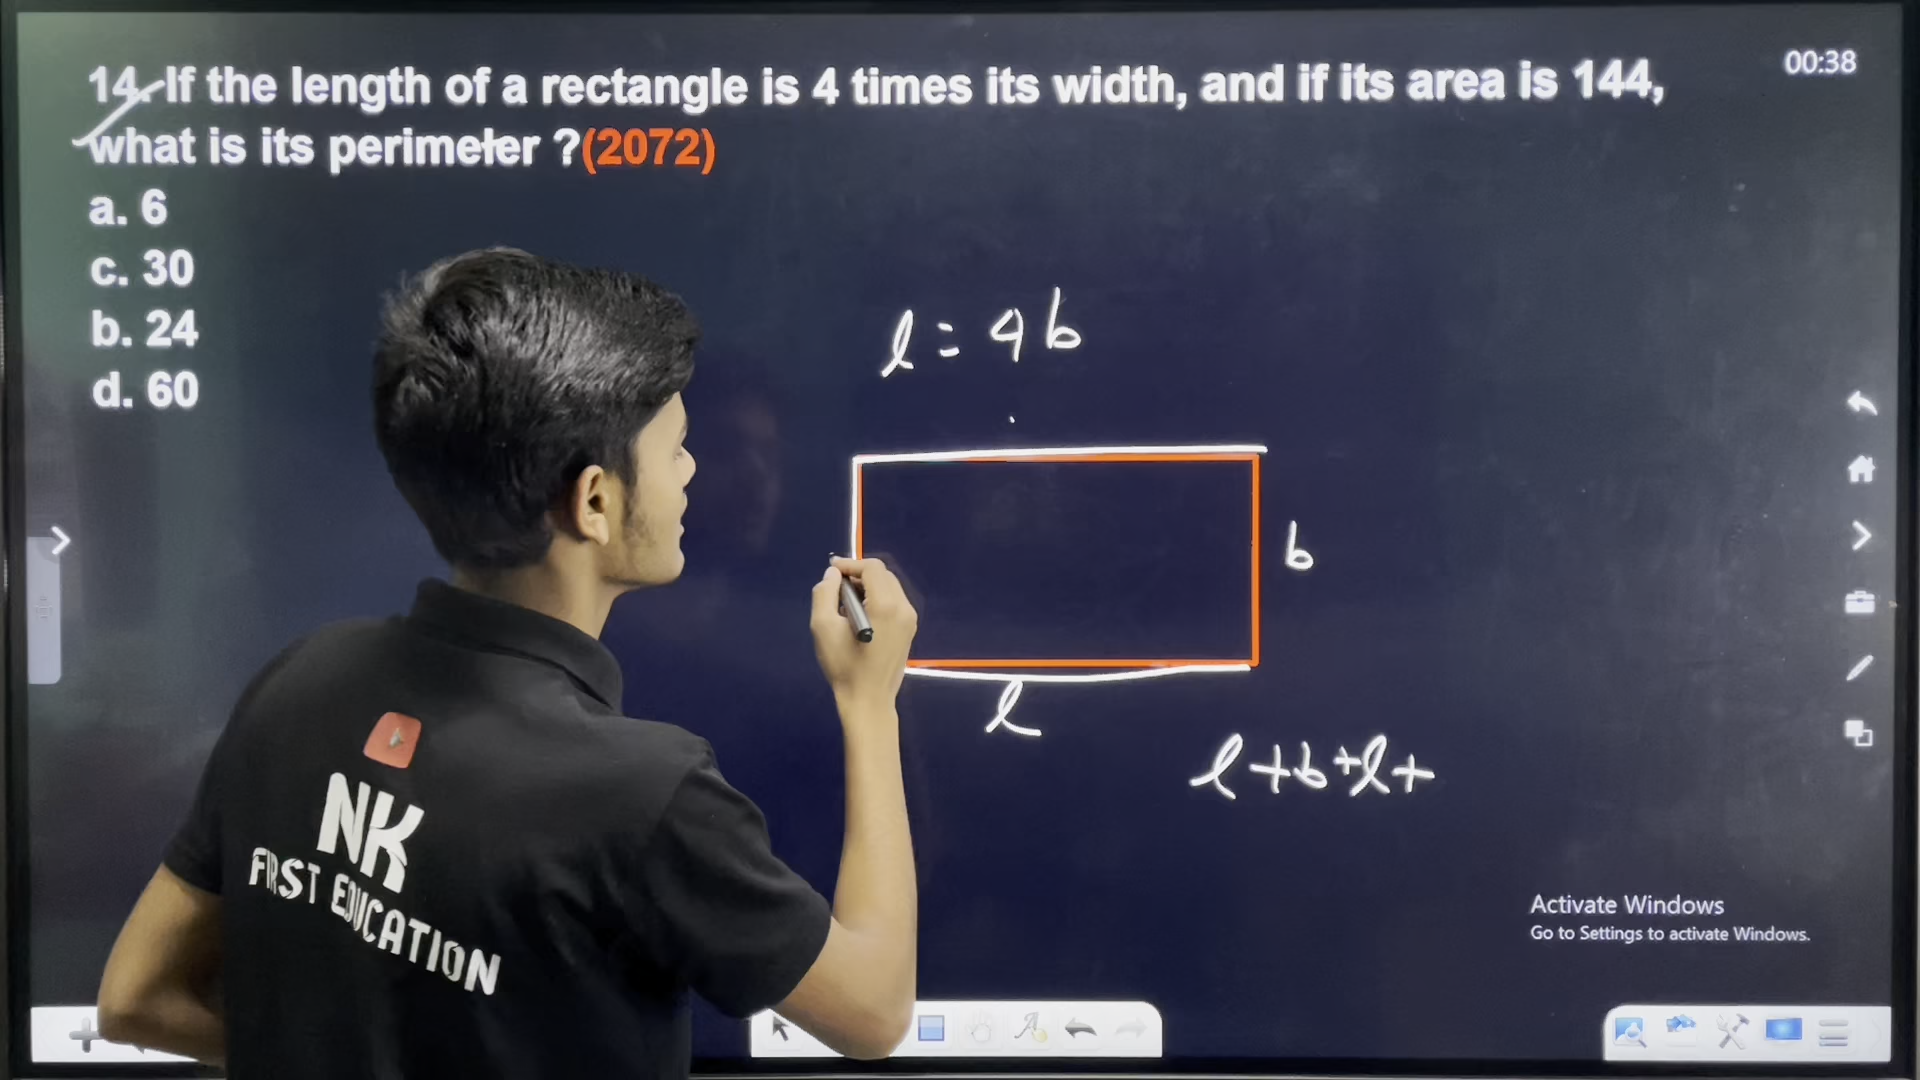 00:38
14. If the length of a rectangle is 4 times its width, and if its area is 144,
what is its perimeter ?(2072)
a. 6
c. 30
b. 24
d. 60
l = 4b
b
l
l+b+l+
NK
FIRST EDUCATION
Activate Windows
Go to Settings to activate Windows.